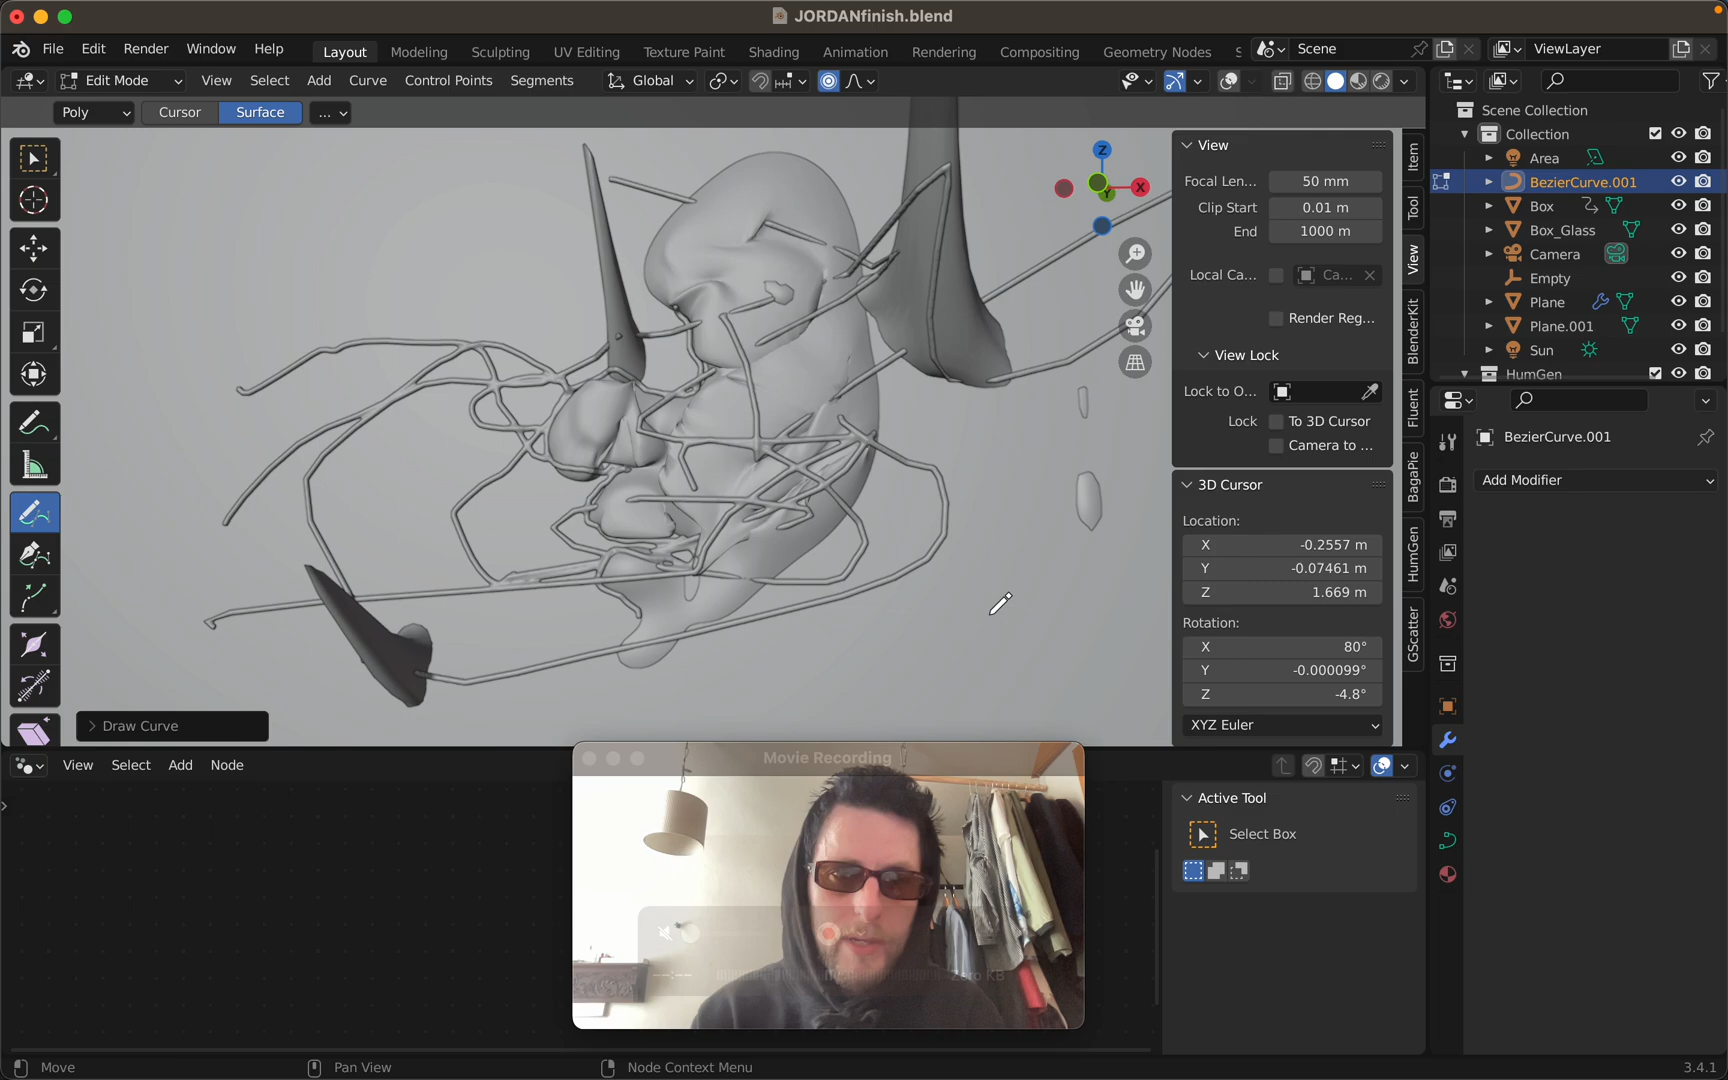 JORDANfinish.blend
File Edit Render Window Help
Layout Modeling Sculpting UV Editing Texture Paint Shading Animation Rendering Compositing Geometry Nodes S
Scene ViewLayer
Edit Mode View Select Add Curve Control Points Segments Global
Poly Cursor Surface ...
View
Focal Len... 50 mm
Clip Start 0.01 m
End 1000 m
Local Ca... Ca...
Render Reg...
View Lock
Lock to O...
Lock To 3D Cursor
Camera to ...
3D Cursor
Location:
X -0.2557 m
Y -0.07461 m
Z 1.669 m
Rotation:
X 80°
Y -0.000099°
Z -4.8°
XYZ Euler
Z
X
Y
Item
Tool
View
BlenderKit
Fluent
BagaPie
HumGen
GScatter
Scene Collection
Collection
Area
BezierCurve.001
Box
Box_Glass
Camera
Empty
Plane
Plane.001
Sun
HumGen
BezierCurve.001
Add Modifier
Draw Curve
View Select Add Node
Movie Recording
--:--
Zero KB
Active Tool
Select Box
Move Pan View Node Context Menu 3.4.1